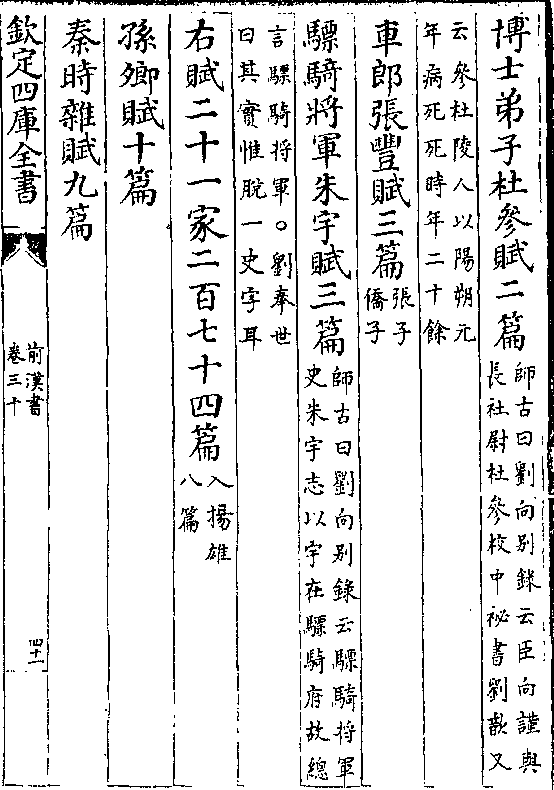 博士弟子杜參賦二篇師古曰劉向别錄云臣向謹與
長社尉杜參校中祕書劉歆又
云參杜陵人以陽朔元
年病死死時年二十餘
車郎張豐賦三篇張子
僑子
驃騎將軍朱宇賦三篇師古曰劉向别錄云驃騎將軍
史朱宇志以宇在驃騎府故總
言驃騎將軍○劉奉世
曰其實惟脫一史字耳
右賦二十一家二百七十四篇入揚雄
八篇
孫卿賦十篇
秦時雜賦九篇
欽定四庫全書
前漢書
卷三十
四十一